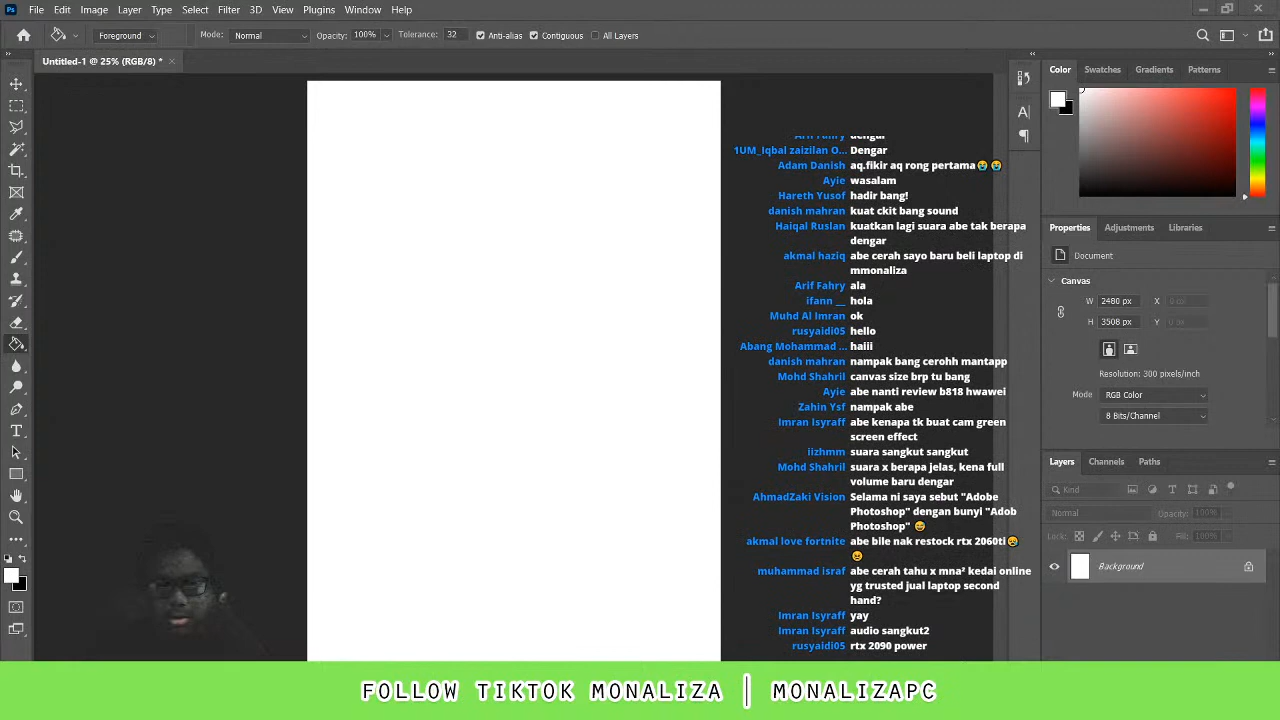 Ps File Edit Image Layer Type Select Filter 3D View Plugins Window Help
Foreground Mode: Normal Opacity: 100% Tolerance: 32 Anti-alias Contiguous All Layers
Untitled-1 @ 25% (RGB/8) *
Arif Fahry dengar
1UM_Iqbal zaizilan O... Dengar
Adam Danish aq.fikir aq rong pertama😭😭
Ayie wasalam
Hareth Yusof hadir bang!
danish mahran kuat ckit bang sound
Haiqal Ruslan kuatkan lagi suara abe tak berapa
dengar
akmal haziq abe cerah sayo baru beli laptop di
mmonaliza
Arif Fahry ala
ifann __ hola
Muhd Al Imran ok
rusyaidi05 hello
Abang Mohammad ... haiii
danish mahran nampak bang cerohh mantapp
Mohd Shahril canvas size brp tu bang
Ayie abe nanti review b818 hwawei
Zahin Ysf nampak abe
Imran Isyraff abe kenapa tk buat cam green
screen effect
iizhmm suara sangkut sangkut
Mohd Shahril suara x berapa jelas, kena full
volume baru dengar
AhmadZaki Vision Selama ni saya sebut "Adobe
Photoshop" dengan bunyi "Adob
Photoshop" 😅
akmal love fortnite abe bile nak restock rtx 2060ti😢
😖
muhammad israf abe cerah tahu x mna² kedai online
yg trusted jual laptop second
hand?
Imran Isyraff yay
Imran Isyraff audio sangkut2
rusyaidi05 rtx 2090 power
Color Swatches Gradients Patterns
Properties Adjustments Libraries
Document
Canvas
W 2480 px X
H 3508 px Y
Resolution: 300 pixels/inch
Mode RGB Color
8 Bits/Channel
Layers Channels Paths
Kind
Normal Opacity: 100%
Lock: Fill: 100%
Background
FOLLOW TIKTOK MONALIZA | MONALIZAPC